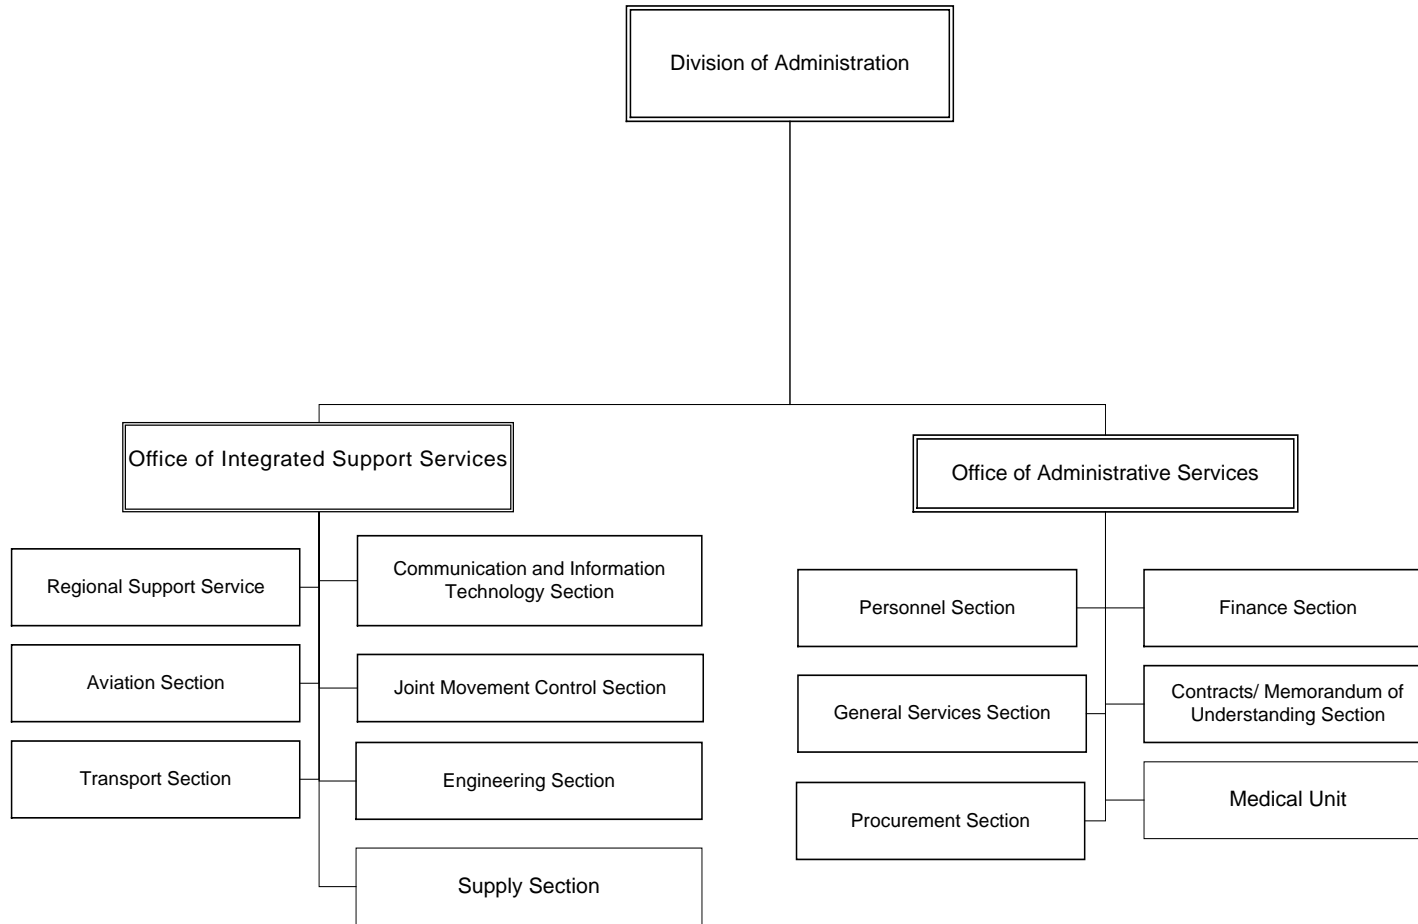 Division of Administration
Office of Integrated Support Services
Office of Administrative Services
Regional Support Service
Communication and Information
Technology Section
Aviation Section
Joint Movement Control Section
Transport Section
Engineering Section
Supply Section
Personnel Section
Finance Section
General Services Section
Contracts/ Memorandum of
Understanding Section
Procurement Section
Medical Unit